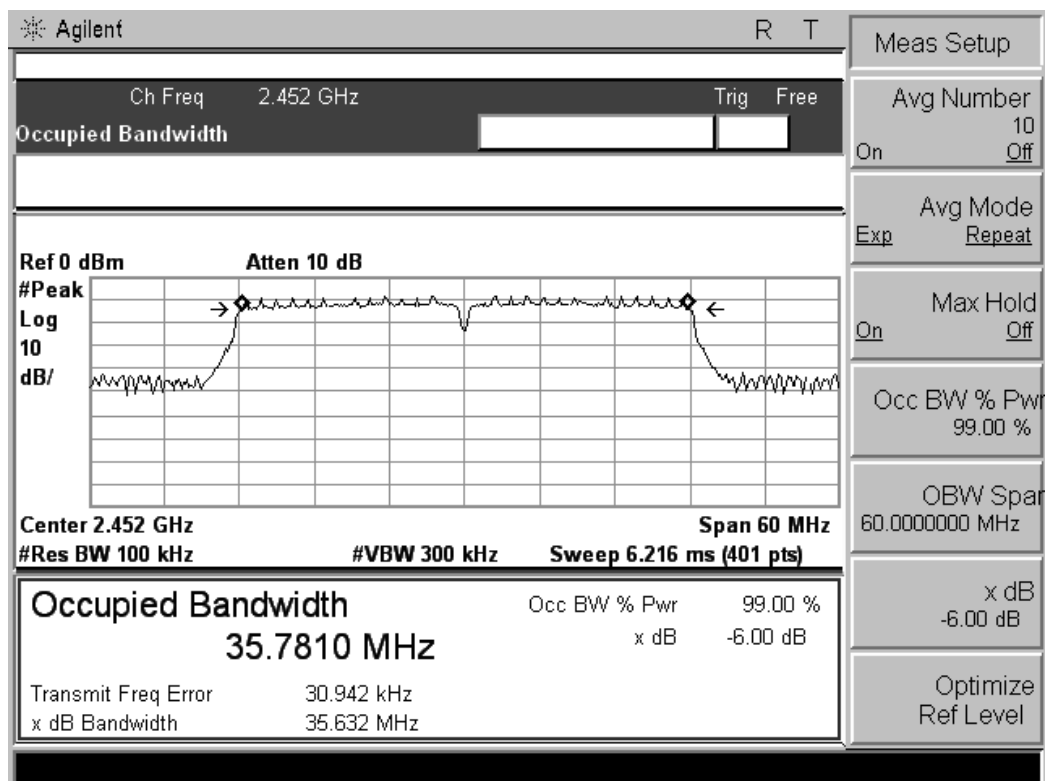 Agilent R T
Ch Freq 2.452 GHz Trig Free
Occupied Bandwidth
Ref 0 dBm Atten 10 dB
#Peak
Log
10
dB/
Center 2.452 GHz Span 60 MHz
#Res BW 100 kHz #VBW 300 kHz Sweep 6.216 ms (401 pts)
Occupied Bandwidth
35.7810 MHz
Occ BW % Pwr 99.00 %
x dB -6.00 dB
Transmit Freq Error 30.942 kHz
x dB Bandwidth 35.632 MHz
Meas Setup
Avg Number
10
On Off
Avg Mode
Exp Repeat
Max Hold
On Off
Occ BW % Pwr
99.00 %
OBW Span
60.0000000 MHz
x dB
-6.00 dB
Optimize
Ref Level